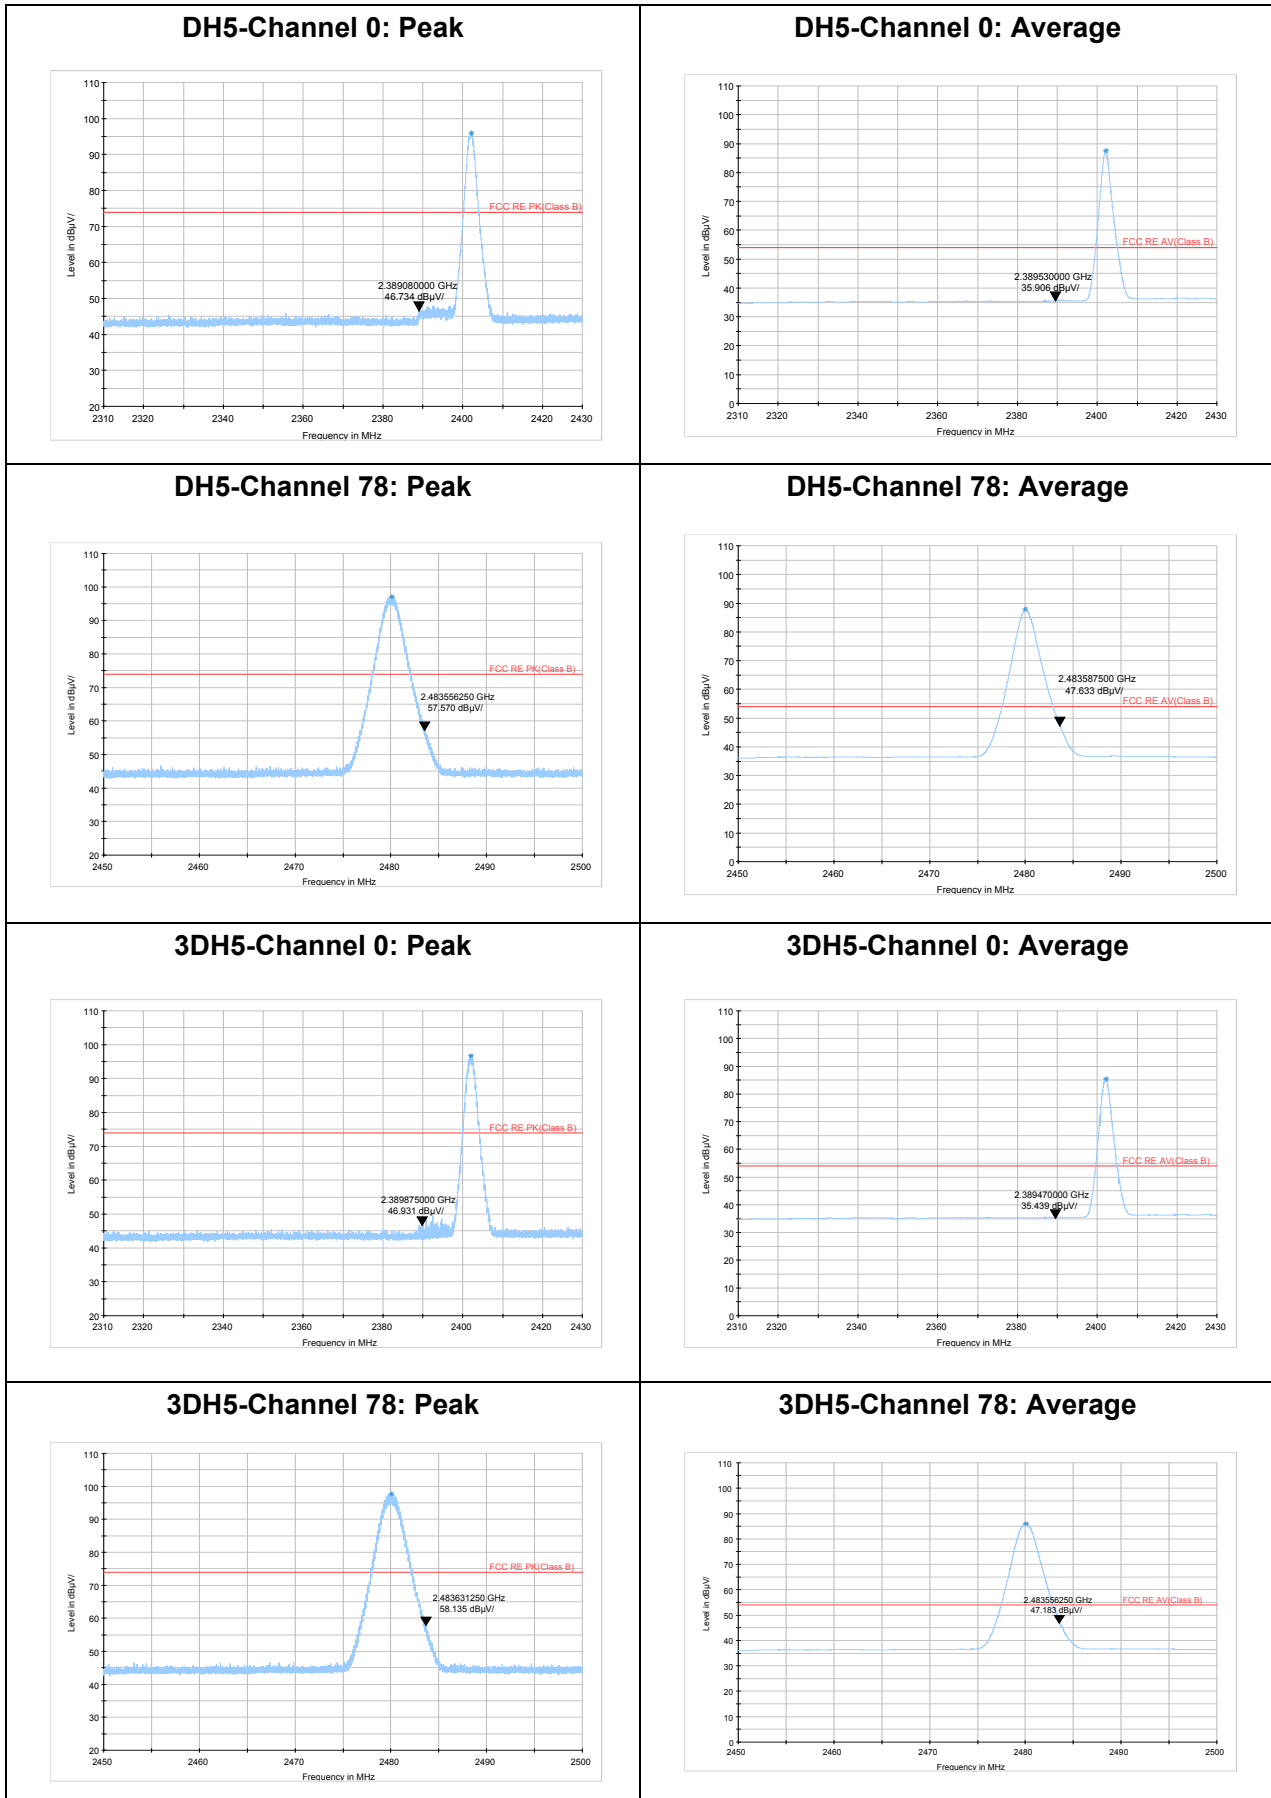 DH5-Channel 0: Peak
110
100
90
80
70
60
50
40
30
20
Level in dBµV/
FCC RE PK(Class B)
2.389080000 GHz
46.734 dBµV/
2310 2320 2340 2360 2380 2400 2420 2430
Frequency in MHz
DH5-Channel 0: Average
110
100
90
80
70
60
50
40
30
20
10
0
Level in dBµV/
FCC RE AV(Class B)
2.389530000 GHz
35.906 dBµV/
2310 2320 2340 2360 2380 2400 2420 2430
Frequency in MHz
DH5-Channel 78: Peak
110
100
90
80
70
60
50
40
30
20
Level in dBµV/
FCC RE PK(Class B)
2.483556250 GHz
57.570 dBµV/
2450 2460 2470 2480 2490 2500
Frequency in MHz
DH5-Channel 78: Average
110
100
90
80
70
60
50
40
30
20
10
0
Level in dBµV/
2.483587500 GHz
47.633 dBµV/
FCC RE AV(Class B)
2450 2460 2470 2480 2490 2500
Frequency in MHz
3DH5-Channel 0: Peak
110
100
90
80
70
60
50
40
30
20
Level in dBµV/
FCC RE PK(Class B)
2.389875000 GHz
46.931 dBµV/
2310 2320 2340 2360 2380 2400 2420 2430
Frequency in MHz
3DH5-Channel 0: Average
110
100
90
80
70
60
50
40
30
20
10
0
Level in dBµV/
FCC RE AV(Class B)
2.389470000 GHz
35.439 dBµV/
2310 2320 2340 2360 2380 2400 2420 2430
Frequency in MHz
3DH5-Channel 78: Peak
110
100
90
80
70
60
50
40
30
20
Level in dBµV/
FCC RE PK(Class B)
2.483631250 GHz
58.135 dBµV/
2450 2460 2470 2480 2490 2500
Frequency in MHz
3DH5-Channel 78: Average
110
100
90
80
70
60
50
40
30
20
10
0
Level in dBµV/
2.483556250 GHz
47.183 dBµV/
FCC RE AV(Class B)
2450 2460 2470 2480 2490 2500
Frequency in MHz